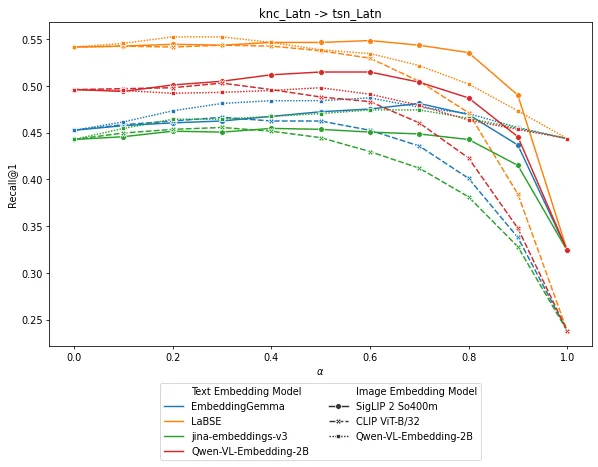 knc_Latn -> tsn_Latn
Recall@1
0.55
0.50
0.45
0.40
0.35
0.30
0.25
0.0 0.2 0.4 0.6 0.8 1.0
α
Text Embedding Model
EmbeddingGemma
LaBSE
jina-embeddings-v3
Qwen-VL-Embedding-2B
Image Embedding Model
SigLIP 2 So400m
CLIP ViT-B/32
Qwen-VL-Embedding-2B